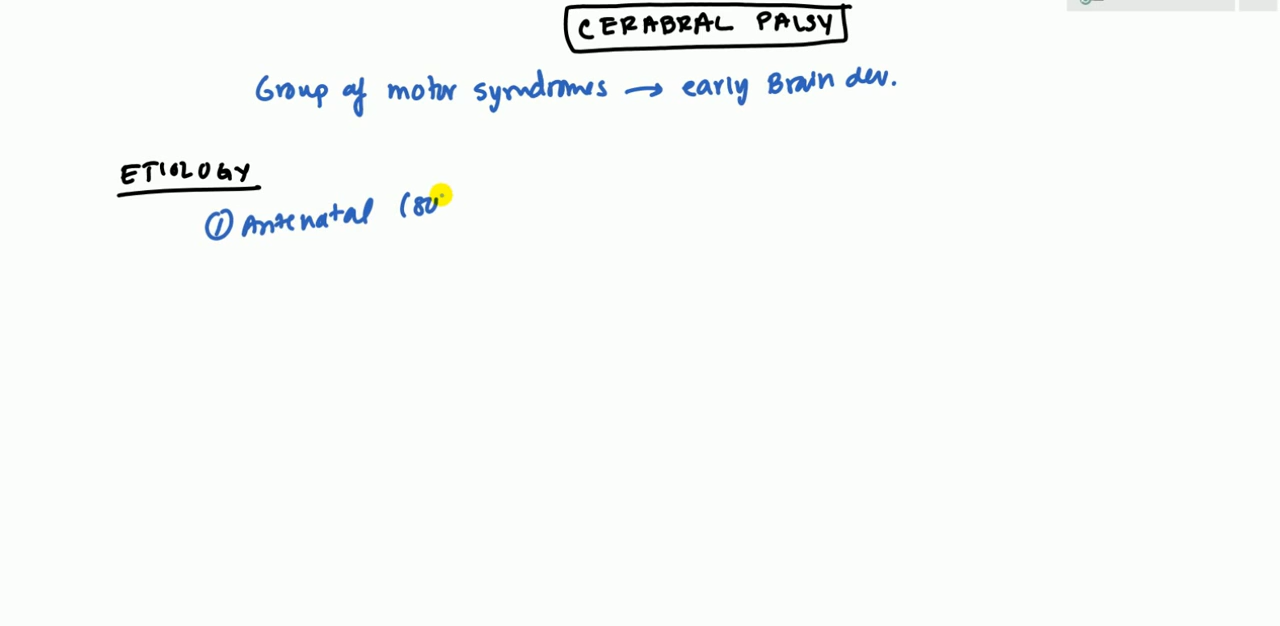 CERABRAL PALSY
Group of motor syndromes → early Brain dev.
ETIOLOGY
① Antenatal (80